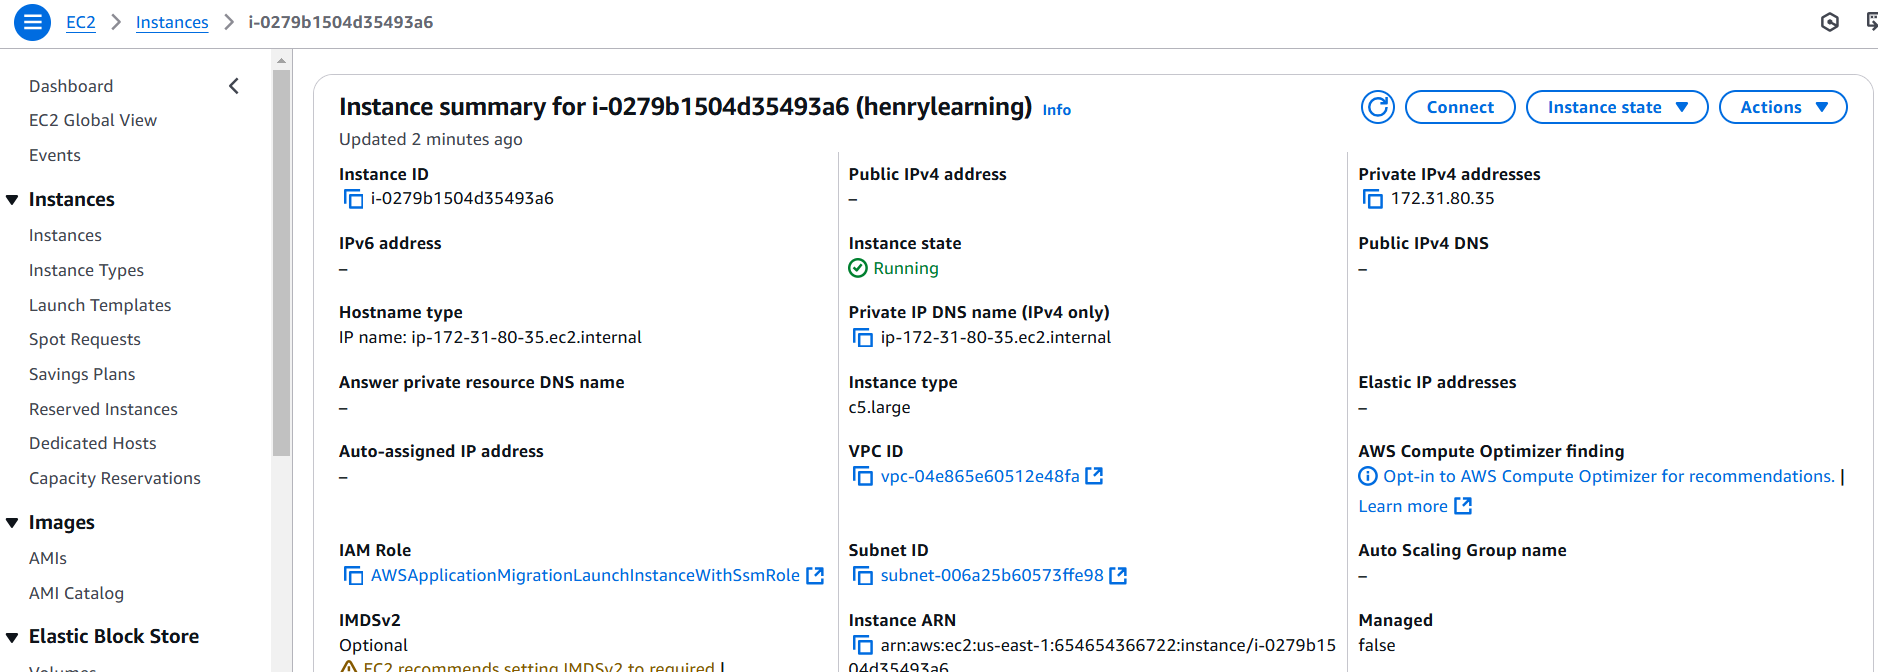 EC2 > Instances > i-0279b1504d35493a6
Dashboard
EC2 Global View
Events
Instances
Instances
Instance Types
Launch Templates
Spot Requests
Savings Plans
Reserved Instances
Dedicated Hosts
Capacity Reservations
Images
AMIs
AMI Catalog
Elastic Block Store
Volumes
Instance summary for i-0279b1504d35493a6 (henrylearning) Info
Connect
Instance state
Actions
Updated 2 minutes ago
Instance ID
i-0279b1504d35493a6
Public IPv4 address
–
Private IPv4 addresses
172.31.80.35
IPv6 address
–
Instance state
Running
Public IPv4 DNS
–
Hostname type
IP name: ip-172-31-80-35.ec2.internal
Private IP DNS name (IPv4 only)
ip-172-31-80-35.ec2.internal
Answer private resource DNS name
–
Instance type
c5.large
Elastic IP addresses
–
Auto-assigned IP address
–
VPC ID
vpc-04e865e60512e48fa
AWS Compute Optimizer finding
Opt-in to AWS Compute Optimizer for recommendations. |
Learn more
IAM Role
AWSApplicationMigrationLaunchInstanceWithSsmRole
Subnet ID
subnet-006a25b60573ffe98
Auto Scaling Group name
–
IMDSv2
Optional
EC2 recommends setting IMDSv2 to required |
Instance ARN
arn:aws:ec2:us-east-1:654654366722:instance/i-0279b15
04d35493a6
Managed
false